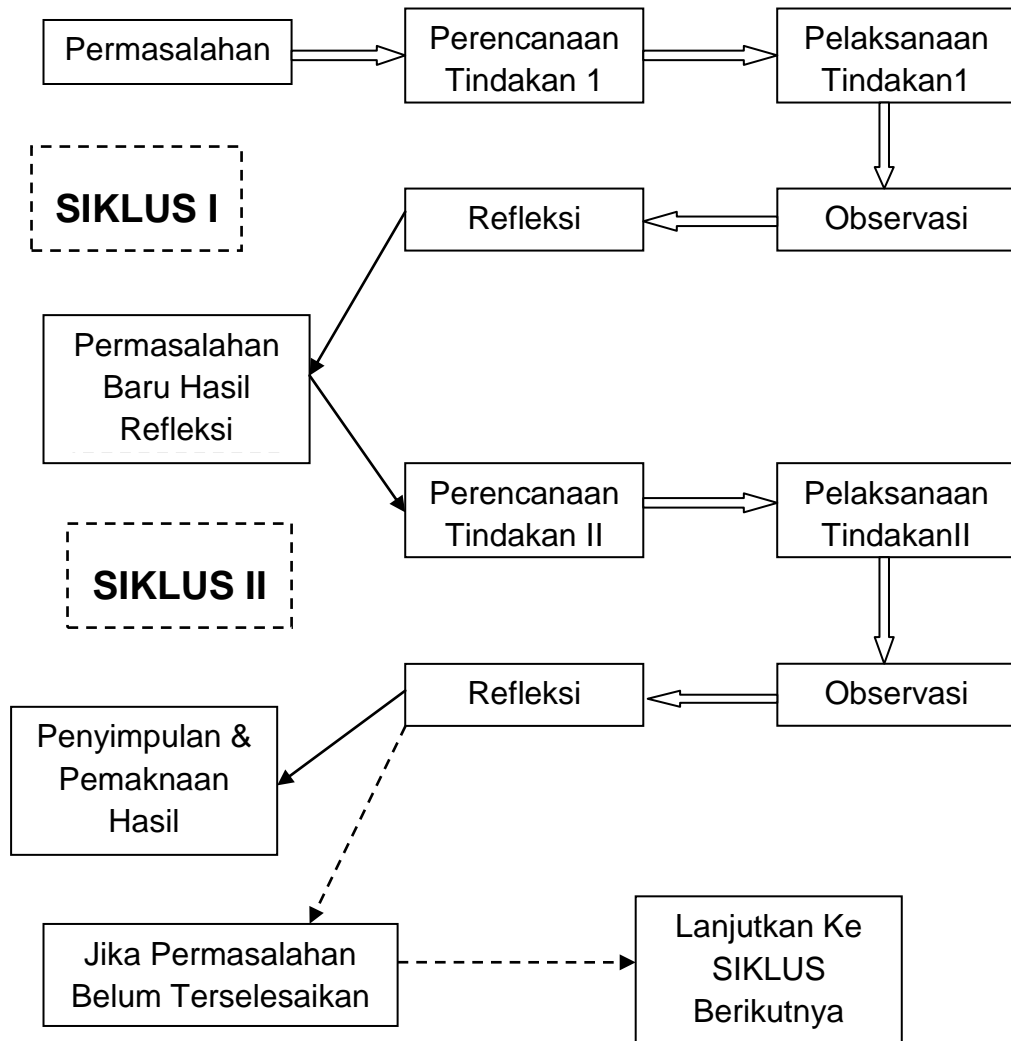 Permasalahan
Perencanaan
Tindakan 1
Pelaksanaan
Tindakan1
SIKLUS I
Refleksi
Observasi
Permasalahan
Baru Hasil
Refleksi
Perencanaan
Tindakan II
Pelaksanaan
TindakanII
SIKLUS II
Refleksi
Observasi
Penyimpulan &
Pemaknaan
Hasil
Jika Permasalahan
Belum Terselesaikan
Lanjutkan Ke
SIKLUS
Berikutnya